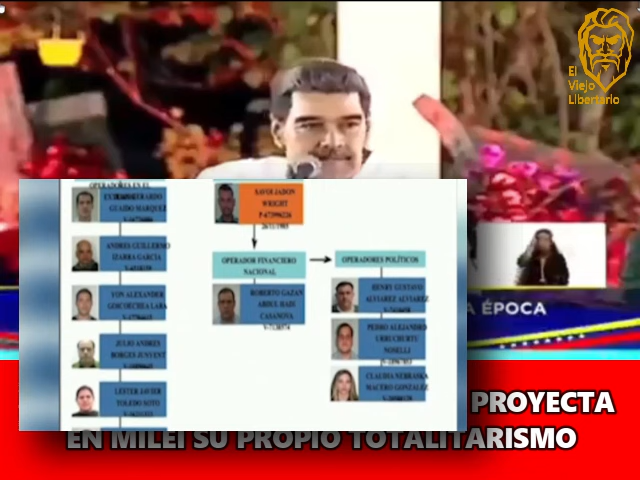 El
Viejo
Libertario
OPERADORES EN EL
GUAIDO MARQUEZ
ANDRES GUILLERMO
IZARRA GARCIA
YON ALEXANDER
GOICOECHEA LARA
JULIO ANDRES
BORGES JUNYENT
LESTER JAVIER
TOLEDO SOTO
SAVOI JADON
WRIGHT
OPERADOR FINANCIERO
NACIONAL
ROBERTO GAZAN
ABDUL HADI
CASANOVA
OPERADORES POLÍTICOS
HENRY GUSTAVO
ALVAREZ ALVAREZ
PEDRO ALEJANDRO
URRUCHURTU
NOSELLI
CLAUDIA NEBRASKA
MACERO GONZALEZ
ÉPOCA
PROYECTA
EN MILEI SU PROPIO TOTALITARISMO